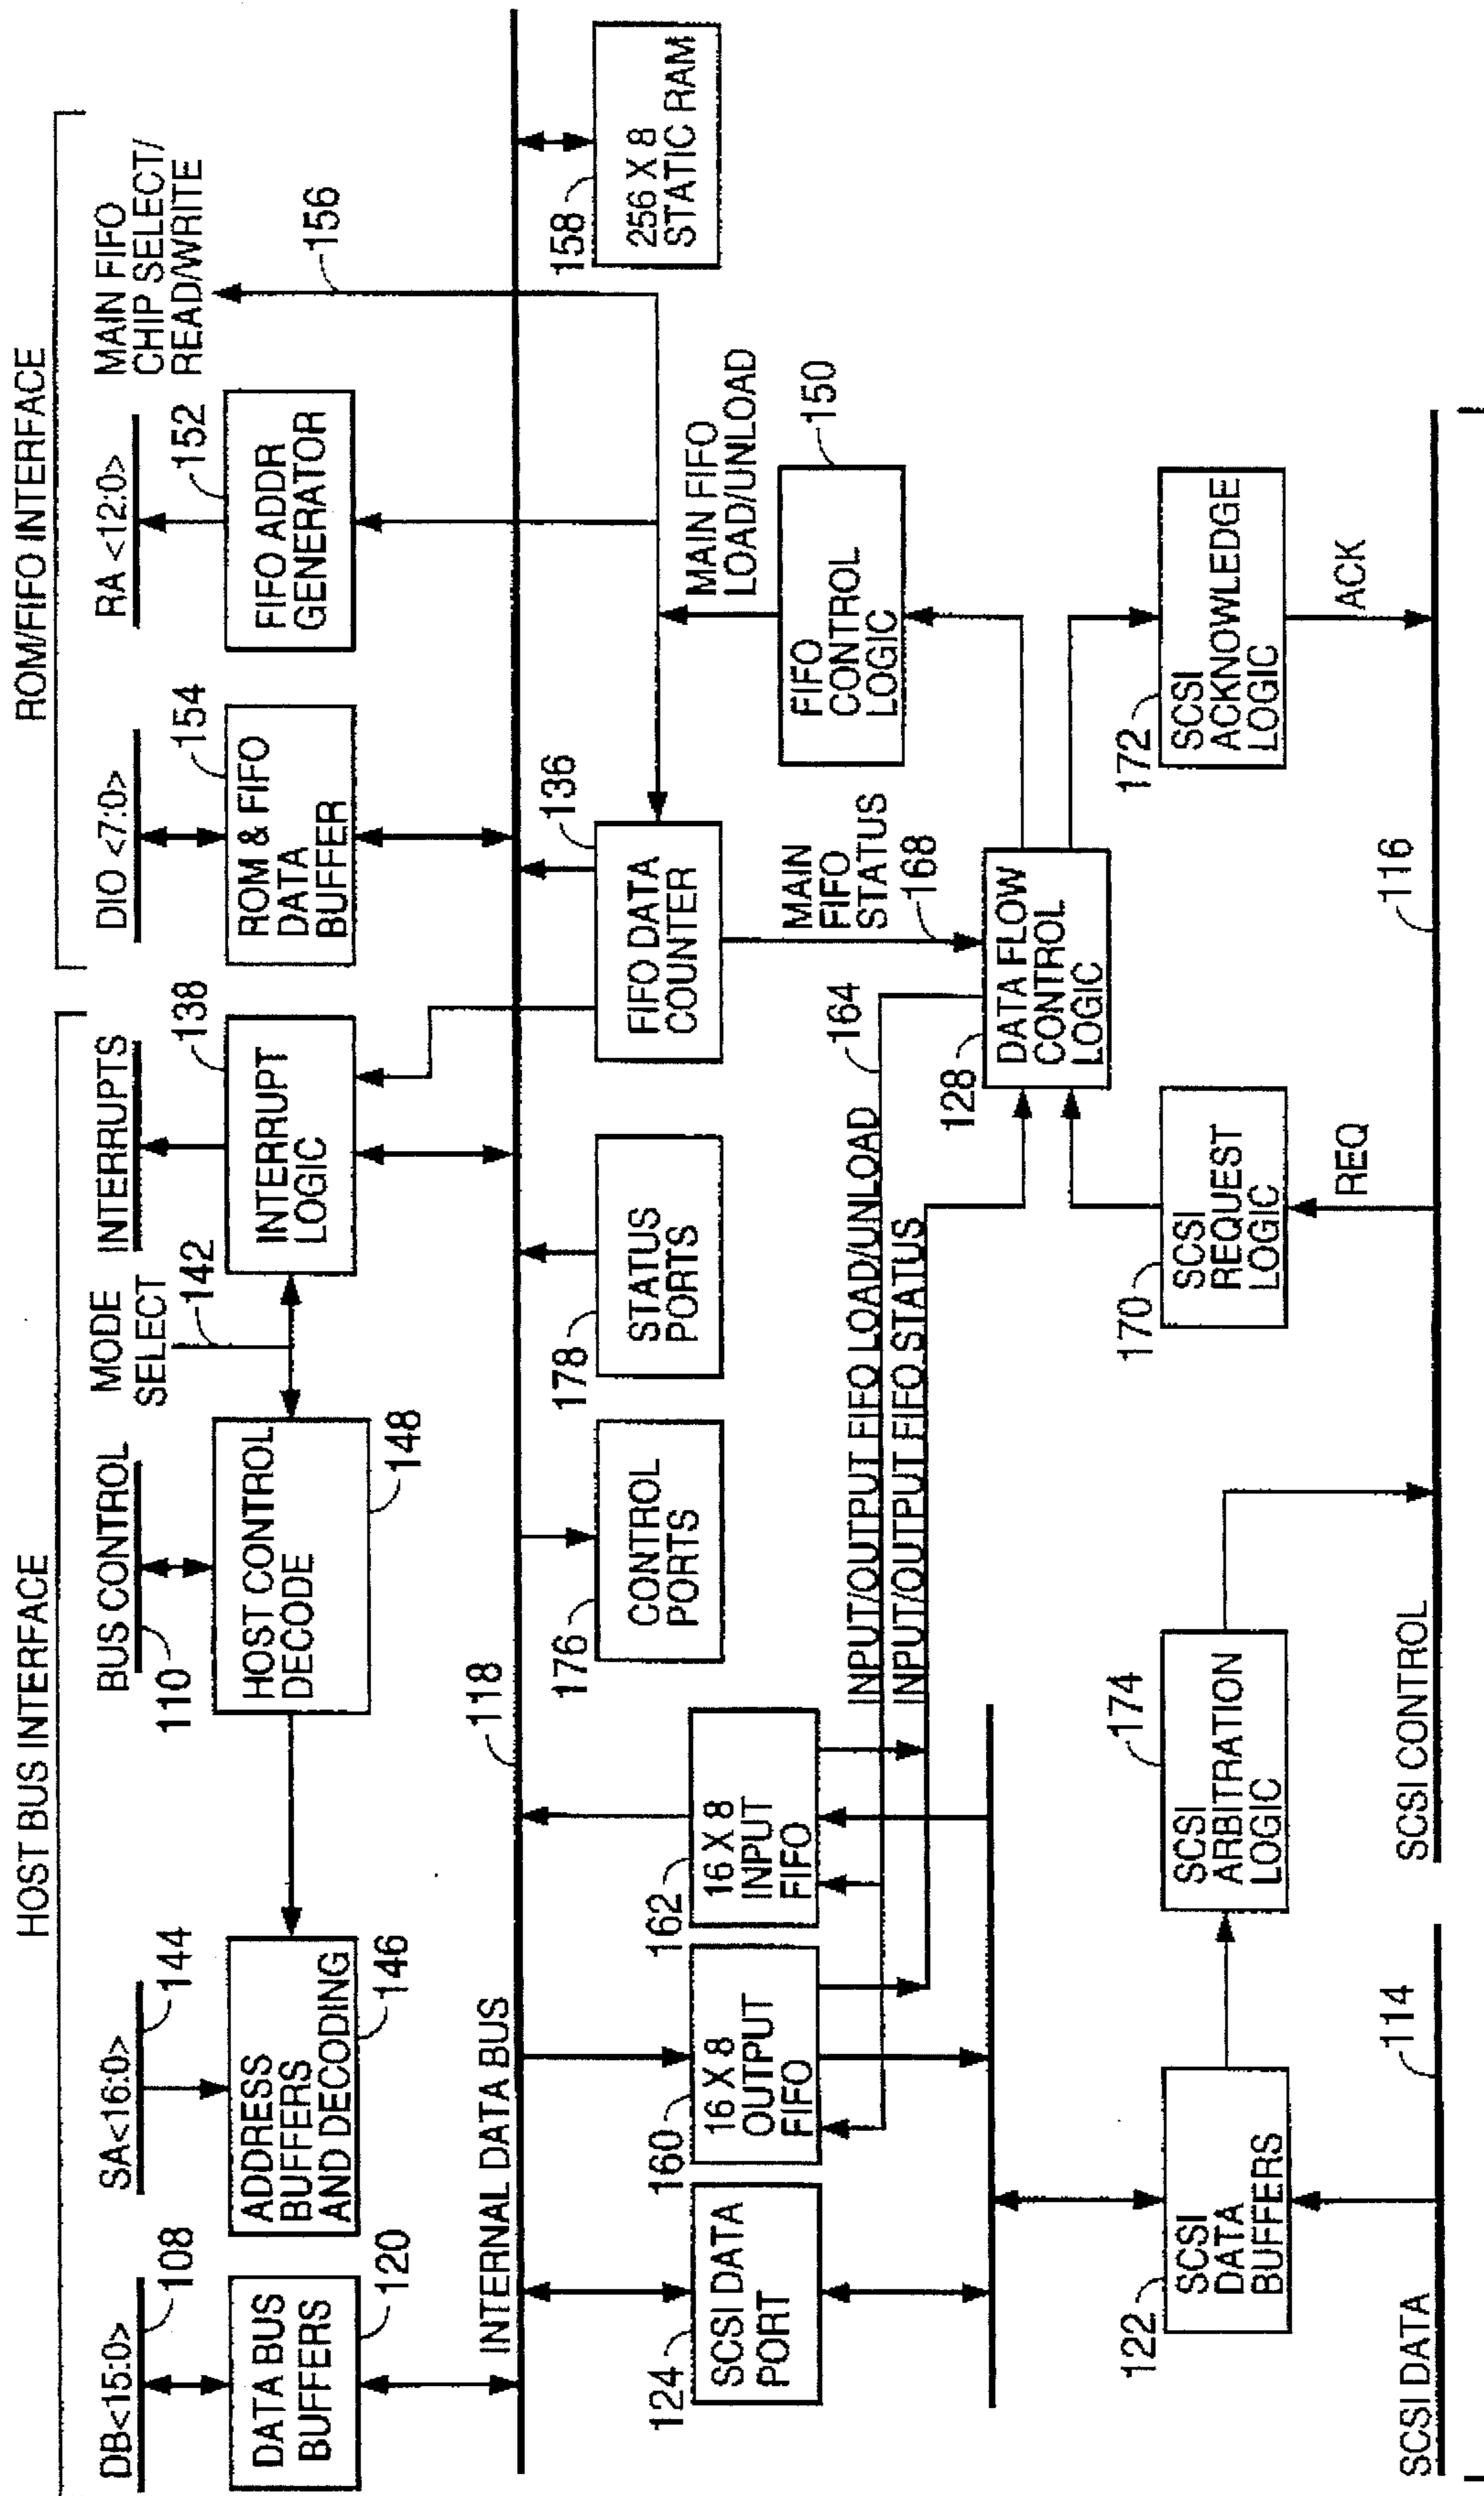 HOST BUS INTERFACE
ROM/FIFO INTERFACE
DB<15:0>
108
SA<16:0>
144
BUS CONTROL
110
MODE
SELECT
142
INTERRUPTS
138
DIO <7:0>
154
RA <12:0>
152
MAIN FIFO
CHIP SELECT/
READ/WRITE
156
DATA BUS
BUFFERS
120
ADDRESS
BUFFERS
AND DECODING
146
HOST CONTROL
DECODE
148
INTERRUPT
LOGIC
ROM & FIFO
DATA
BUFFER
FIFO ADDR
GENERATOR
INTERNAL DATA BUS
118
124
SCSI DATA
PORT
160
16 X 8
OUTPUT
FIFO
162
16 X 8
INPUT
FIFO
176
CONTROL
PORTS
178
STATUS
PORTS
136
FIFO DATA
COUNTER
158
256 X 8
STATIC RAM
MAIN FIFO
LOAD/UNLOAD
150
FIFO
CONTROL
LOGIC
MAIN
FIFO
STATUS
168
164
INPUT/OUTPUT FIFO LOAD/UNLOAD
INPUT/OUTPUT FIFO STATUS
128
DATA FLOW
CONTROL
LOGIC
122
SCSI
DATA
BUFFERS
174
SCSI
ARBITRATION
LOGIC
170
SCSI
REQUEST
LOGIC
172
SCSI
ACKNOWLEDGE
LOGIC
REQ
ACK
SCSI DATA
114
SCSI CONTROL
116